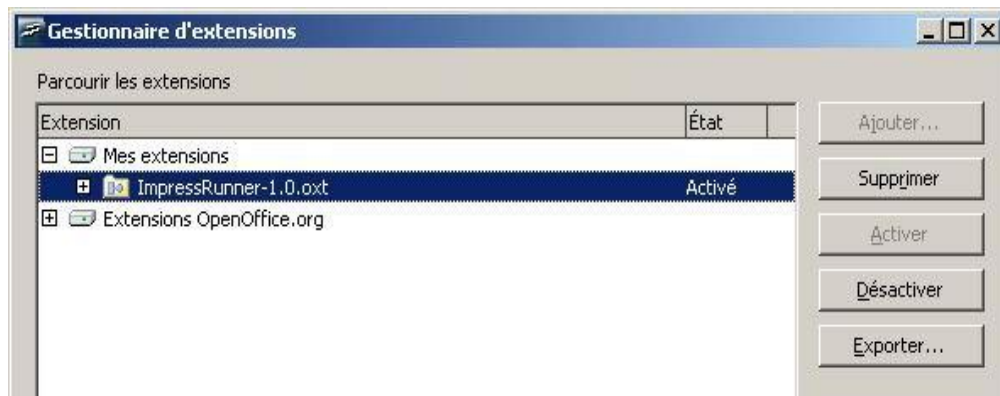 Gestionnaire d'extensions
Parcourir les extensions
Extension État
Mes extensions
ImpressRunner-1.0.oxt Activé
Extensions OpenOffice.org
Ajouter...
Supprimer
Activer
Désactiver
Exporter...